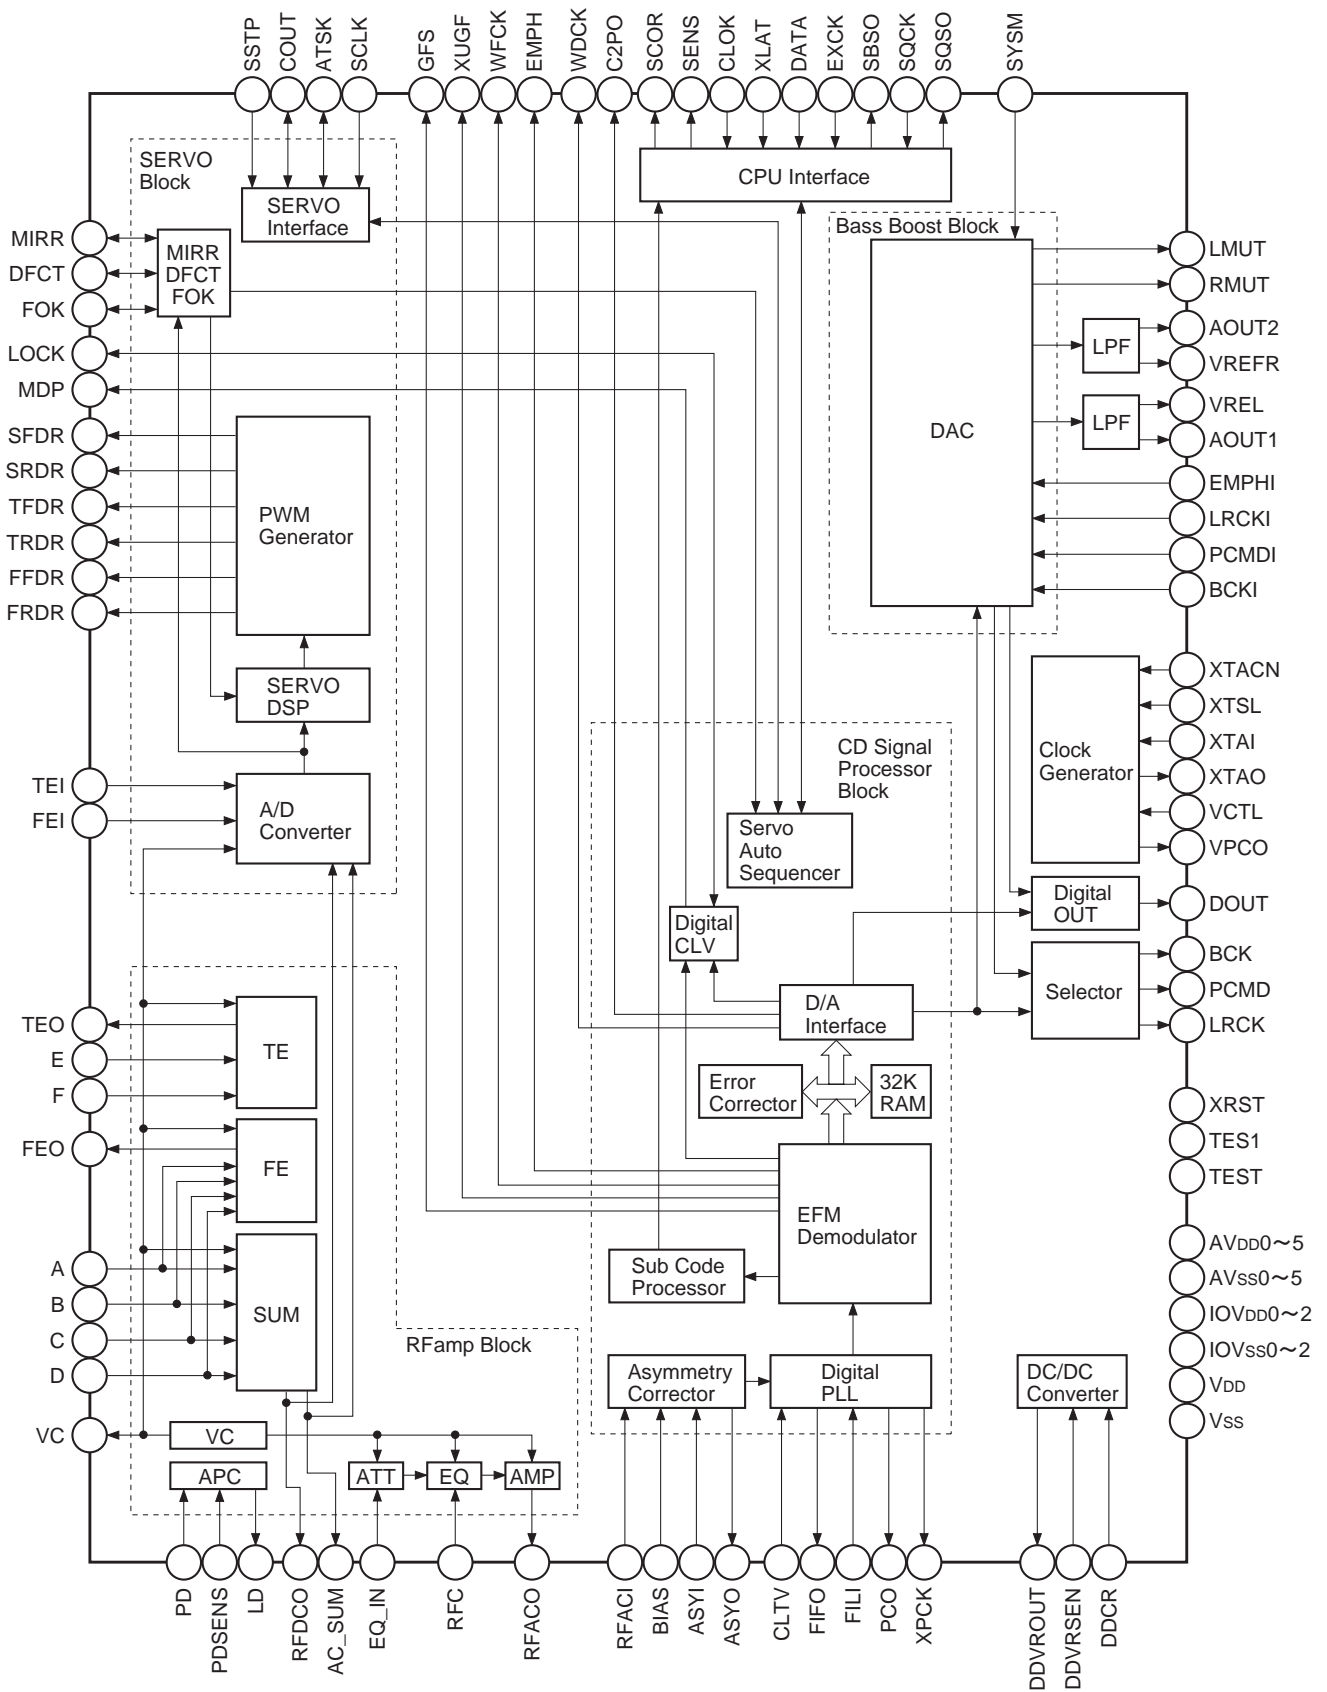 SSTP
COUT
ATSK
SCLK
GFS
XUGF
WFCK
EMPH
WDCK
C2PO
SCOR
SENS
CLOK
XLAT
DATA
EXCK
SBSO
SQCK
SQSO
SYSM
SERVO
Block
SERVO
Interface
CPU Interface
MIRR
DFCT
FOK
LOCK
MDP
SFDR
SRDR
TFDR
TRDR
FFDR
FRDR
TEI
FEI
TEO
E
F
FEO
A
B
C
D
VC
MIRR
DFCT
FOK
PWM
Generator
SERVO
DSP
A/D
Converter
TE
FE
SUM
RFamp Block
VC
APC
ATT
EQ
AMP
Bass Boost Block
DAC
LPF
LPF
CD Signal
Processor
Block
Servo
Auto
Sequencer
Digital
CLV
D/A
Interface
Error
Corrector
32K
RAM
EFM
Demodulator
Sub Code
Processor
Asymmetry
Corrector
Digital
PLL
Clock
Generator
Digital
OUT
Selector
DC/DC
Converter
LMUT
RMUT
AOUT2
VREFR
VREL
AOUT1
EMPHI
LRCKI
PCMDI
BCKI
XTACN
XTSL
XTAI
XTAO
VCTL
VPCO
DOUT
BCK
PCMD
LRCK
XRST
TES1
TEST
AVDD0～5
AVSS0～5
IOVDD0～2
IOVSS0～2
VDD
VSS
PD
PDSENS
LD
RFDCO
AC_SUM
EQ_IN
RFC
RFACO
RFACI
BIAS
ASYI
ASYO
CLTV
FIFO
FILI
PCO
XPCK
DDVROUT
DDVRSEN
DDCR